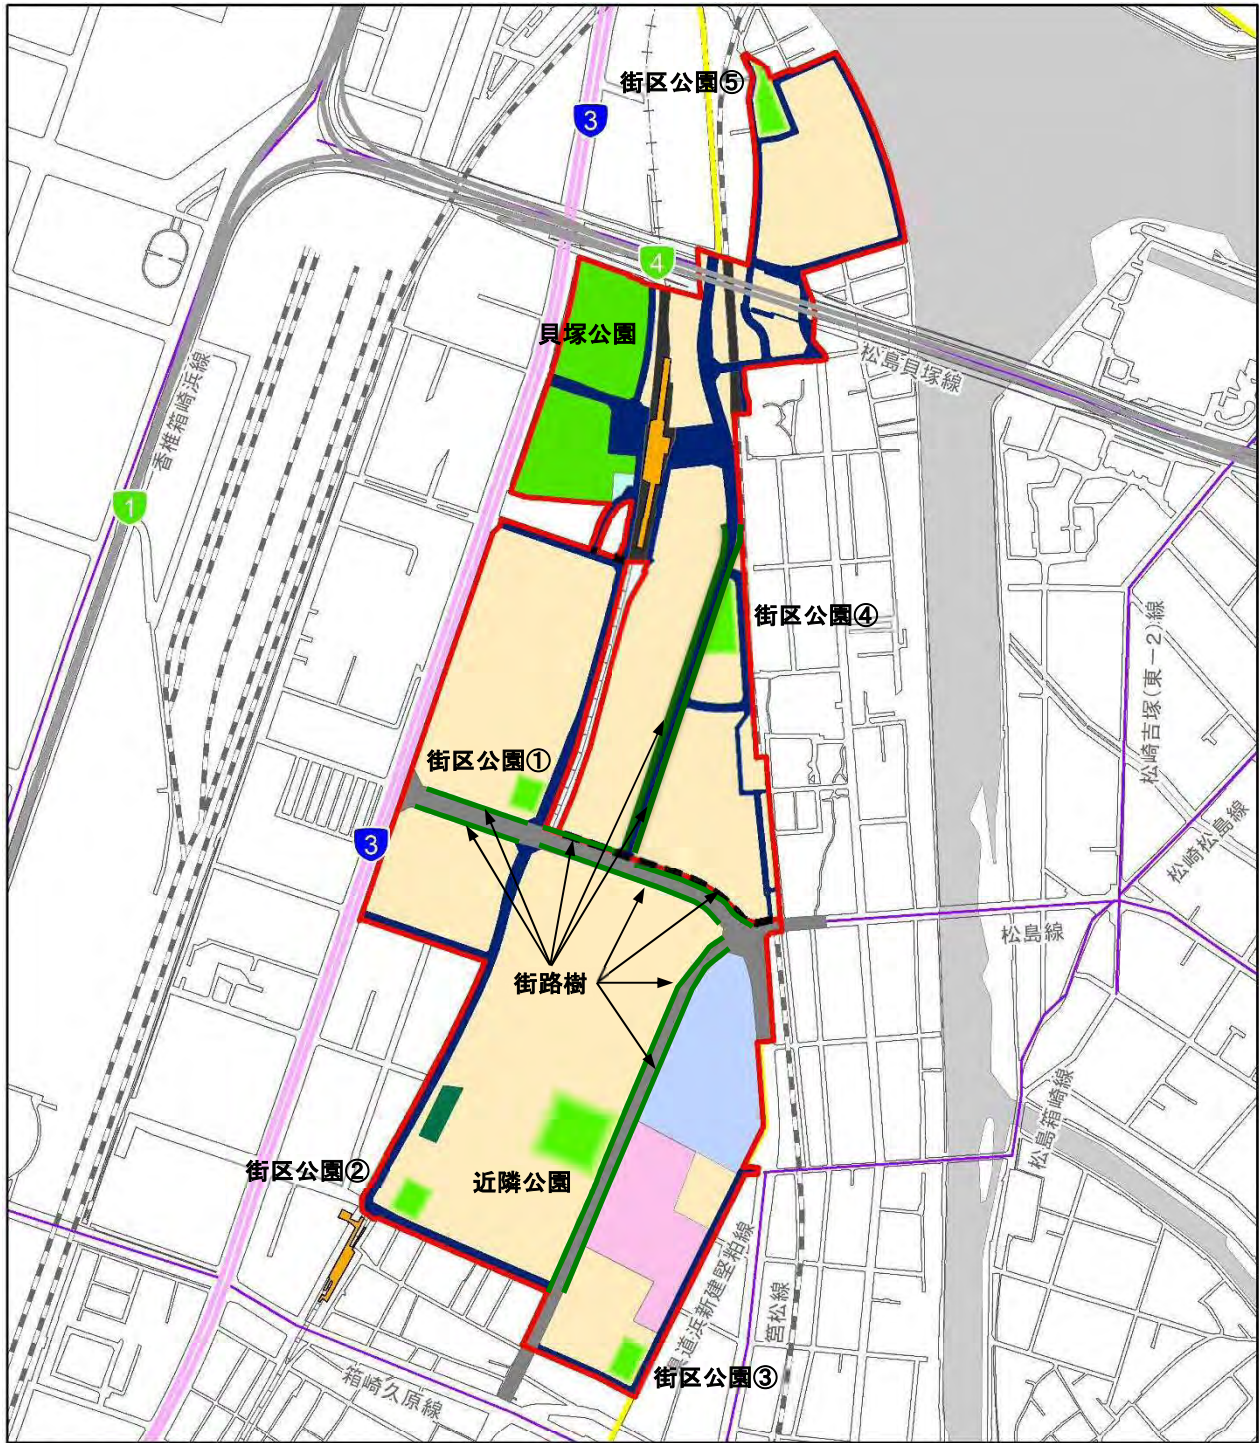 街区公園⑤
3
4
貝塚公園
松島貝塚線
香椎箱崎浜線
1
街区公園④
松崎吉塚(東－2)線
街区公園①
3
松崎松島線
松島線
街路樹
松島箱崎線
街区公園②
近隣公園
県道浜新建堅粕線
筥松線
街区公園③
箱崎久原線